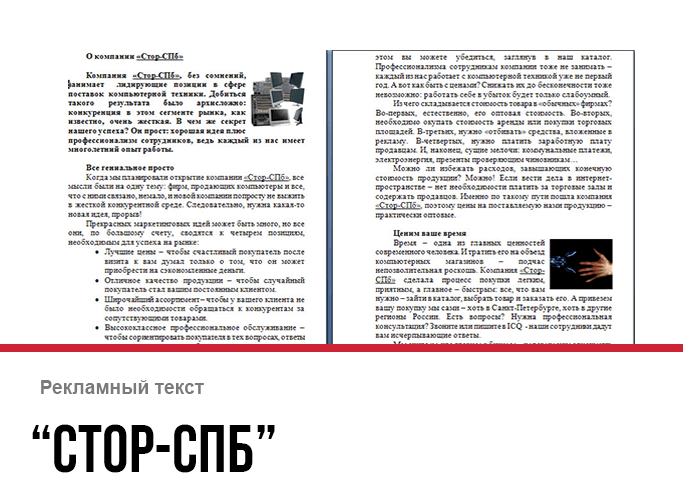 О компании «Стор-СПб»
Компания «Стор-СПб», без сомнений,
занимает лидирующие позиции в сфере
поставок компьютерной техники. Добиться
такого результата было архисложно:
конкуренция в этом сегменте рынка, как
известно, очень жесткая. В чем же секрет
нашего успеха? Он прост: хорошая идея плюс
профессионализм сотрудников, ведь каждый из нас имеет
многолетний опыт работы.
Все гениально просто
Когда мы планировали открытие компании «Стор-СПб», все
мысли были на одну тему: фирм, продающих компьютеры и все,
что с ними связано, немало, и новой компании попросту не выжить
в жесткой конкурентной среде. Следовательно, нужна какая-то
новая идея, прорыв!
Прекрасных маркетинговых идей может быть много, но все
они, по большому счету, сводятся к четырем позициям,
необходимым для успеха на рынке:
• Лучшие цены – чтобы счастливый покупатель после
визита к вам думал только о том, что он может
приобрести на сэкономленные деньги.
• Отличное качество продукции – чтобы случайный
покупатель стал вашим постоянным клиентом.
• Широчайший ассортимент – чтобы у вашего клиента не
было необходимости обращаться к конкурентам за
сопутствующими товарами.
• Высококлассное профессиональное обслуживание –
чтобы сориентировать покупателя в тех вопросах, ответы
этом вы можете убедиться, заглянув в наш каталог.
Профессионализма сотрудникам компании тоже не занимать –
каждый из нас работает с компьютерной техникой уже не первый
год. А вот как быть с ценами? Снижать их до бесконечности тоже
невозможно: работать себе в убыток будет только слабоумный.
Из чего складывается стоимость товара в «обычных» фирмах?
Во-первых, естественно, его оптовая стоимость. Во-вторых,
необходимо окупать стоимость аренды или покупки торговых
площадей. В-третьих, нужно «отбивать» средства, вложенные в
рекламу. В-четвертых, нужно платить заработную плату
продавцам. И, наконец, сущие мелочи: коммунальные платежи,
электроэнергия, презенты проверяющим чиновникам…
Можно ли избежать расходов, завышающих конечную
стоимость продукции? Можно! Если вести дела в интернет-
пространстве – нет необходимости платить за торговые залы и
содержать продавцов. Именно по такому пути пошла компания
«Стор-СПб», поэтому цены на поставляемую нами продукцию –
практически оптовые.
Ценим ваше время
Время – одна из главных ценностей
современного человека. И тратить его на объезд
компьютерных магазинов – подчас
непозволительная роскошь. Компания «Стор-
СПб» сделала процесс покупки легким,
приятным, а главное – быстрым: все, что вам
нужно – зайти в каталог, выбрать товар и заказать его. А привезем
вашу покупку мы сами – хоть в Санкт-Петербурге, хоть в другие
регионы России. Есть вопросы? Нужна профессиональная
консультация? Звоните или пишите в ICQ - наши сотрудники дадут
вам исчерпывающие ответы.
Рекламный текст
“СТОР-СПБ”